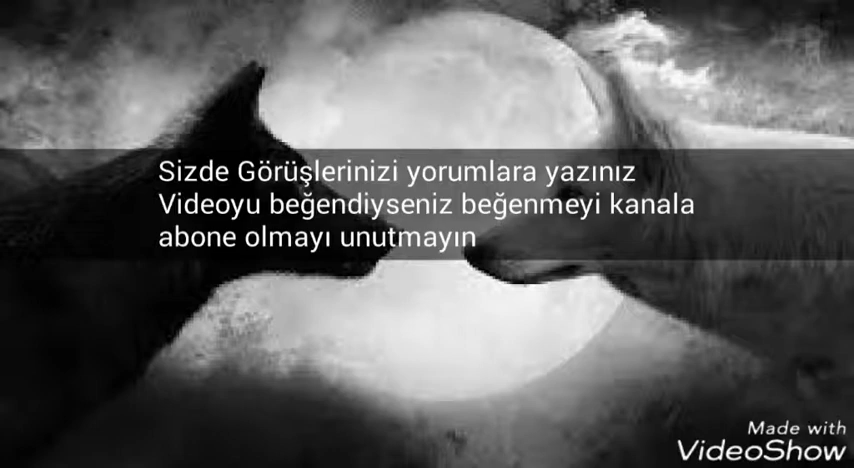 Sizde Görüşlerinizi yorumlara yazınız
Videoyu beğendiyseniz beğenmeyi kanala
abone olmayı unutmayın
Made with
VideoShow